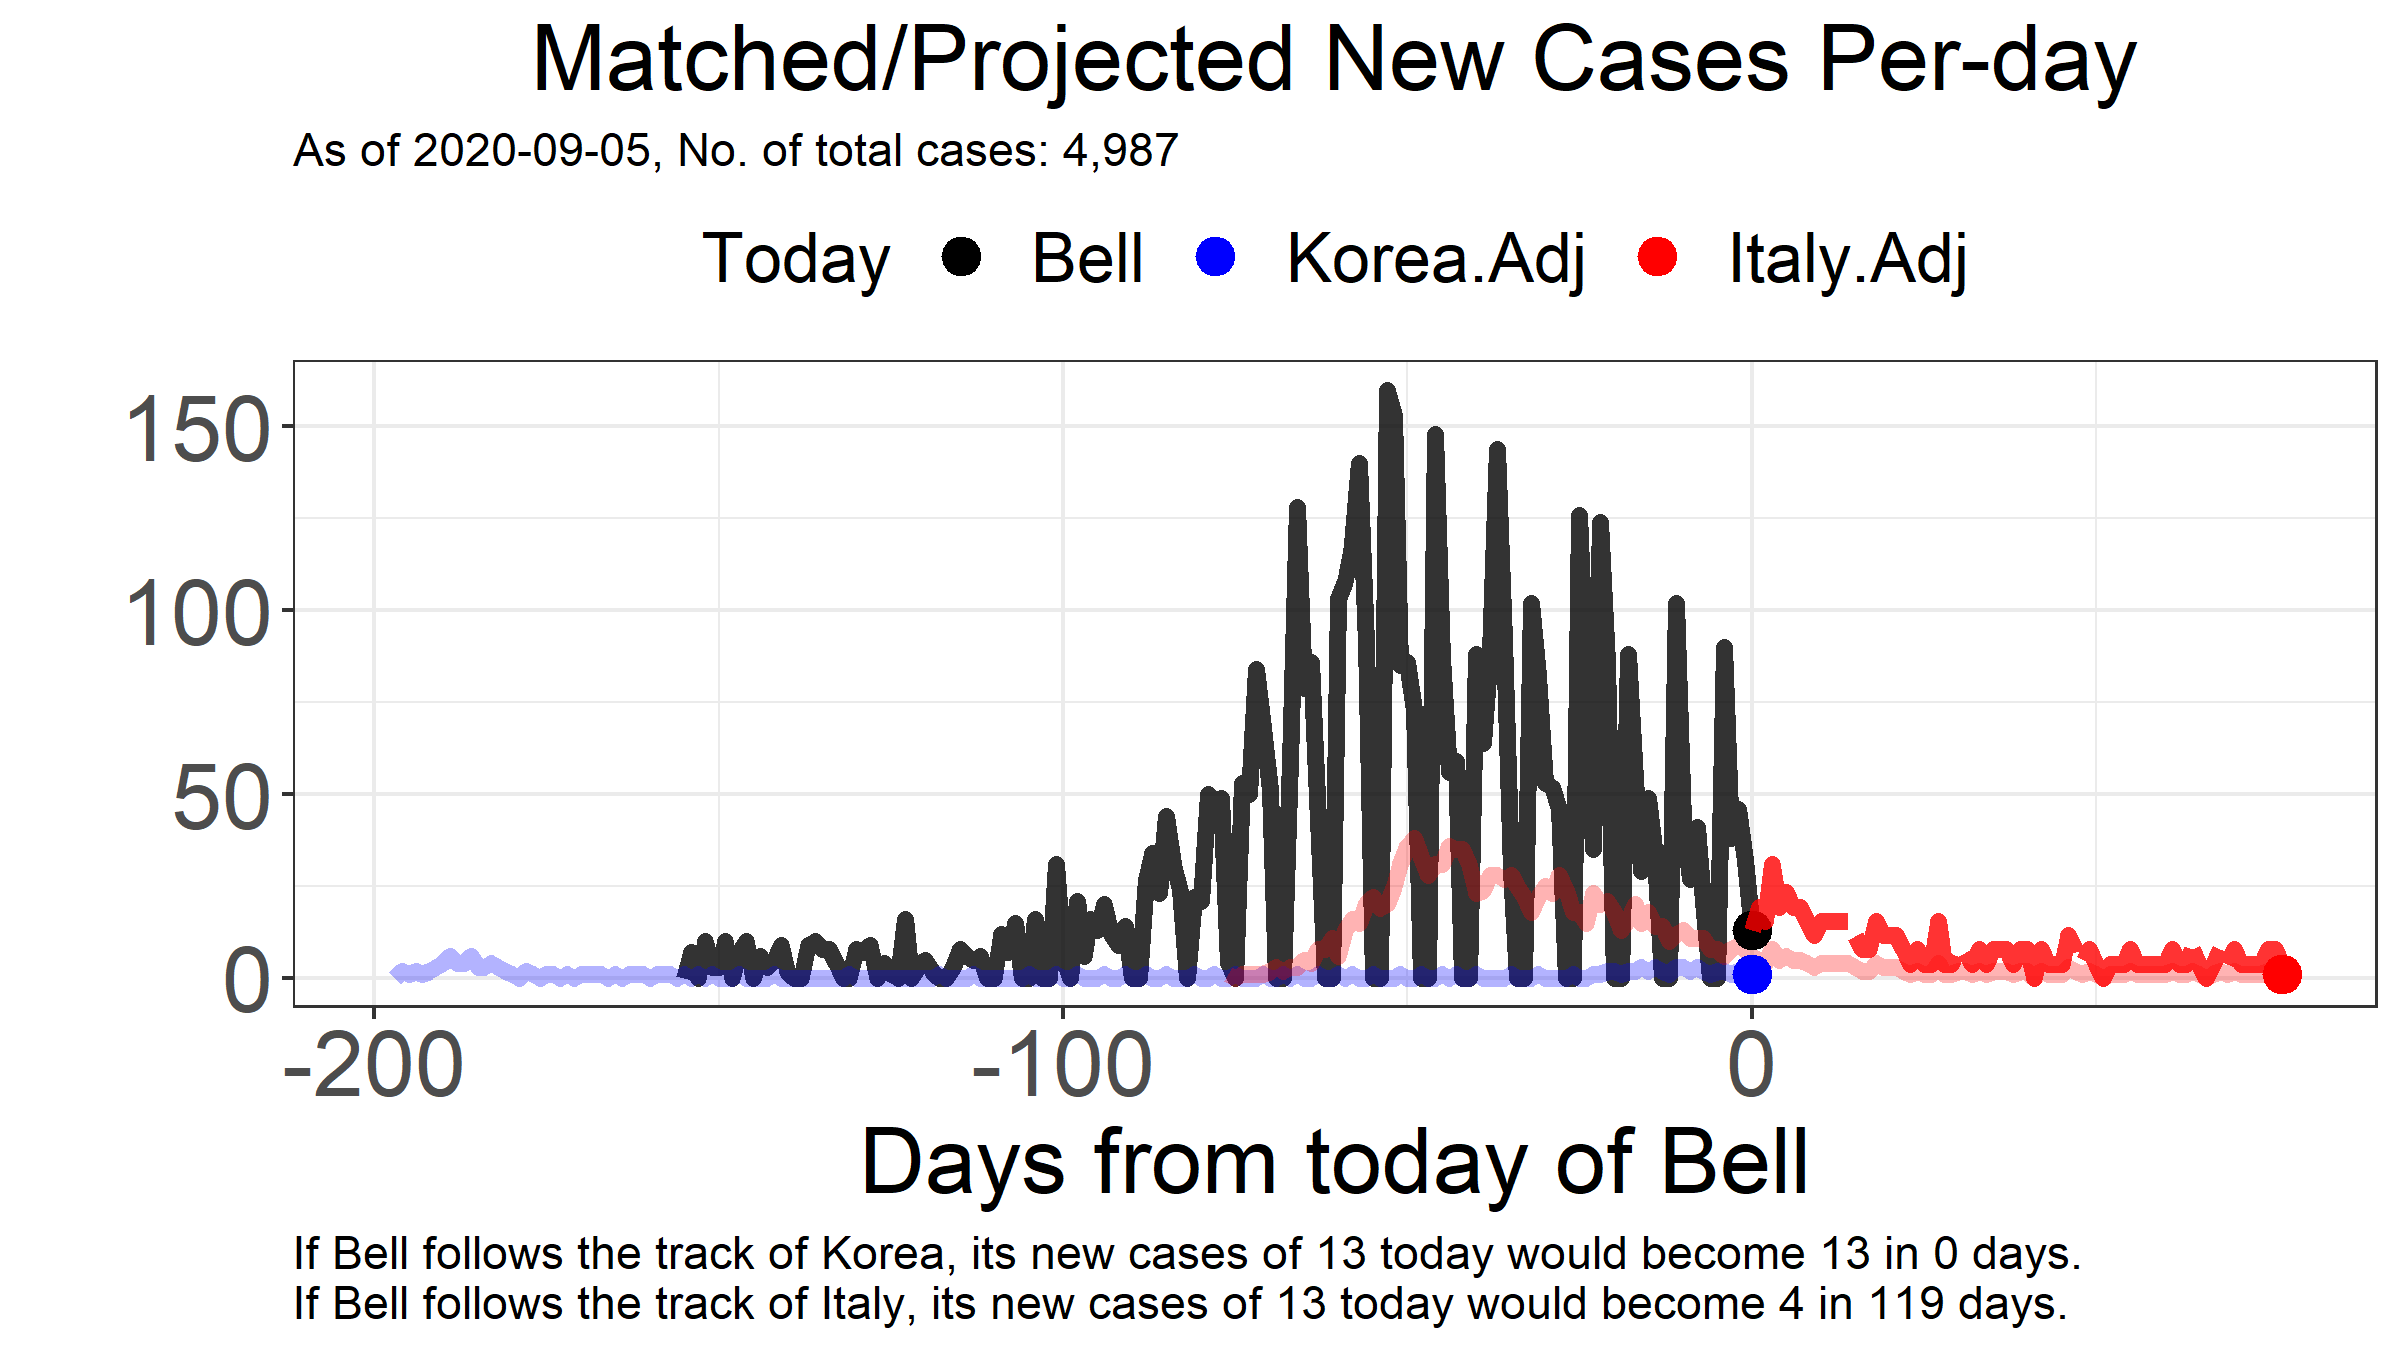 Matched/Projected New Cases Per-day
As of 2020-09-05, No. of total cases: 4,987
Today Bell Korea.Adj Italy.Adj
150
100
50
0
-200 -100 0
Days from today of Bell
If Bell follows the track of Korea, its new cases of 13 today would become 13 in 0 days.
If Bell follows the track of Italy, its new cases of 13 today would become 4 in 119 days.